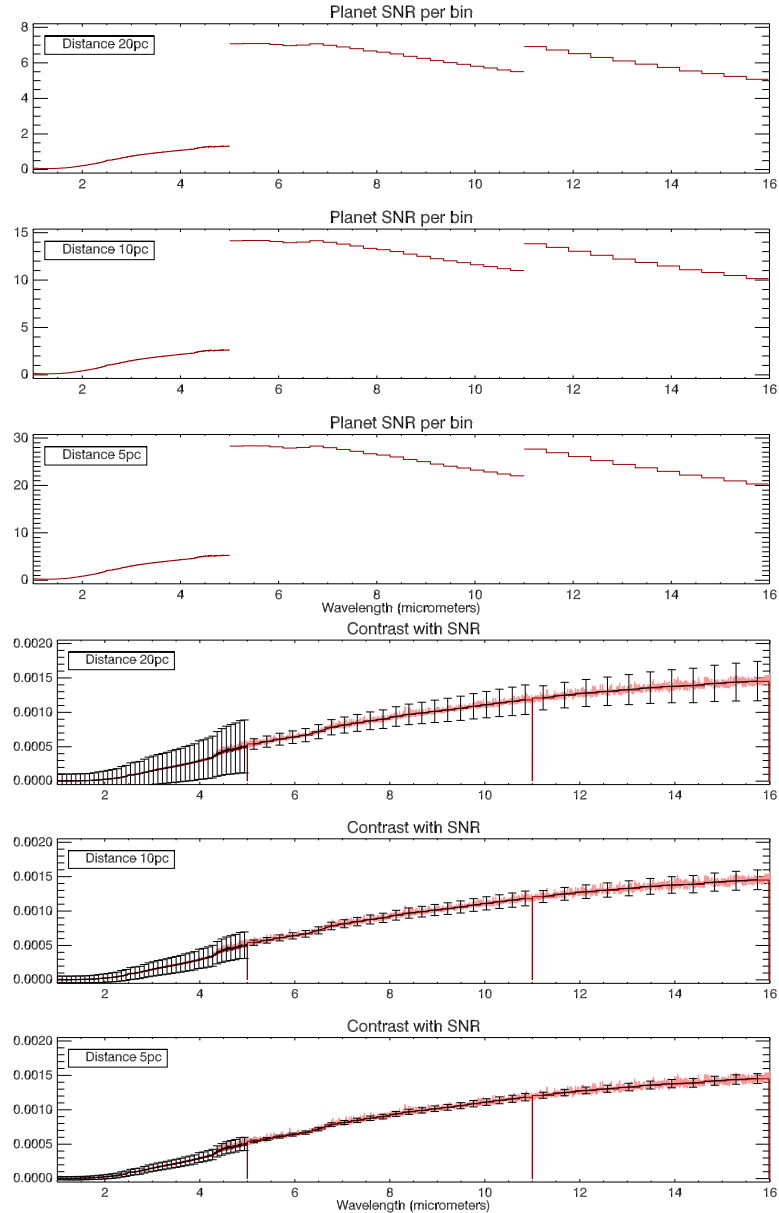 Planet SNR per bin
8
6
4
2
0
Distance 20pc
2 4 6 8 10 12 14 16
Planet SNR per bin
15
10
5
0
Distance 10pc
2 4 6 8 10 12 14 16
Planet SNR per bin
30
20
10
0
Distance 5pc
2 4 6 8 10 12 14 16
Wavelength (micrometers)
Contrast with SNR
0.0020
0.0015
0.0010
0.0005
0.0000
Distance 20pc
2 4 6 8 10 12 14 16
Contrast with SNR
0.0020
0.0015
0.0010
0.0005
0.0000
Distance 10pc
2 4 6 8 10 12 14 16
Contrast with SNR
0.0020
0.0015
0.0010
0.0005
0.0000
Distance 5pc
2 4 6 8 10 12 14 16
Wavelength (micrometers)